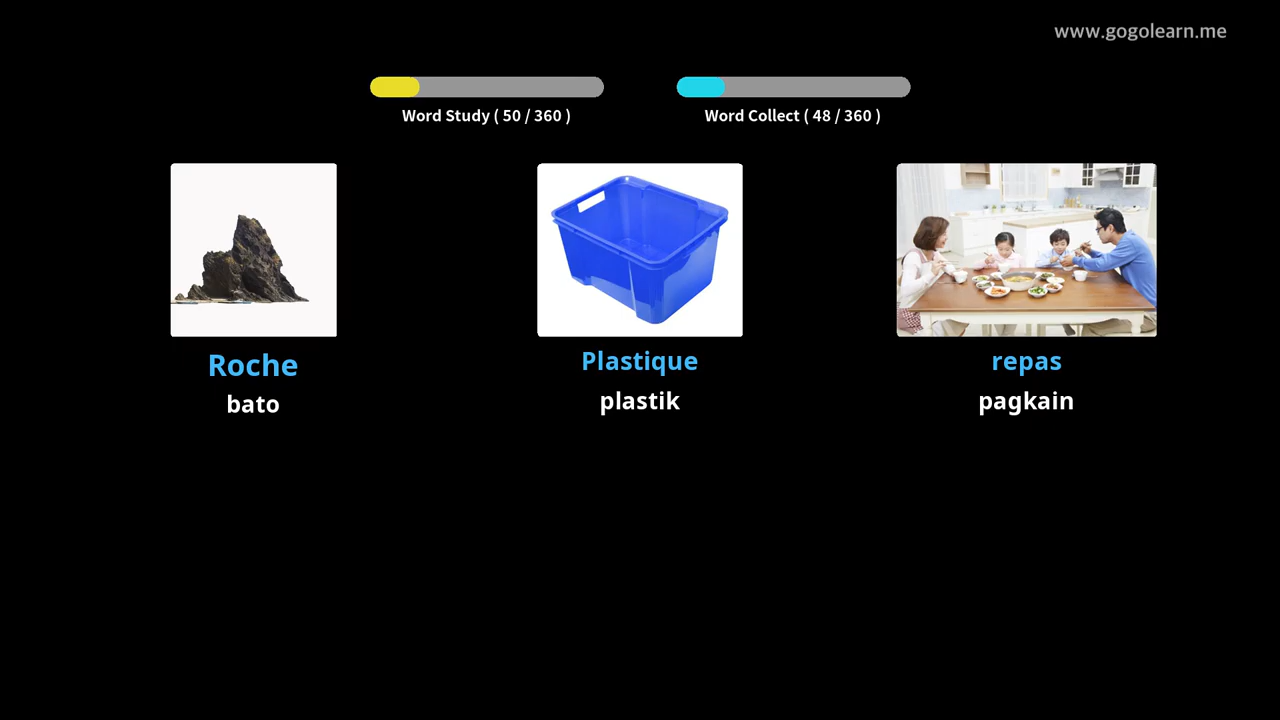 www.gogolearn.me
Word Study ( 50 / 360 )
Word Collect ( 48 / 360 )
Roche
bato
Plastique
plastik
repas
pagkain